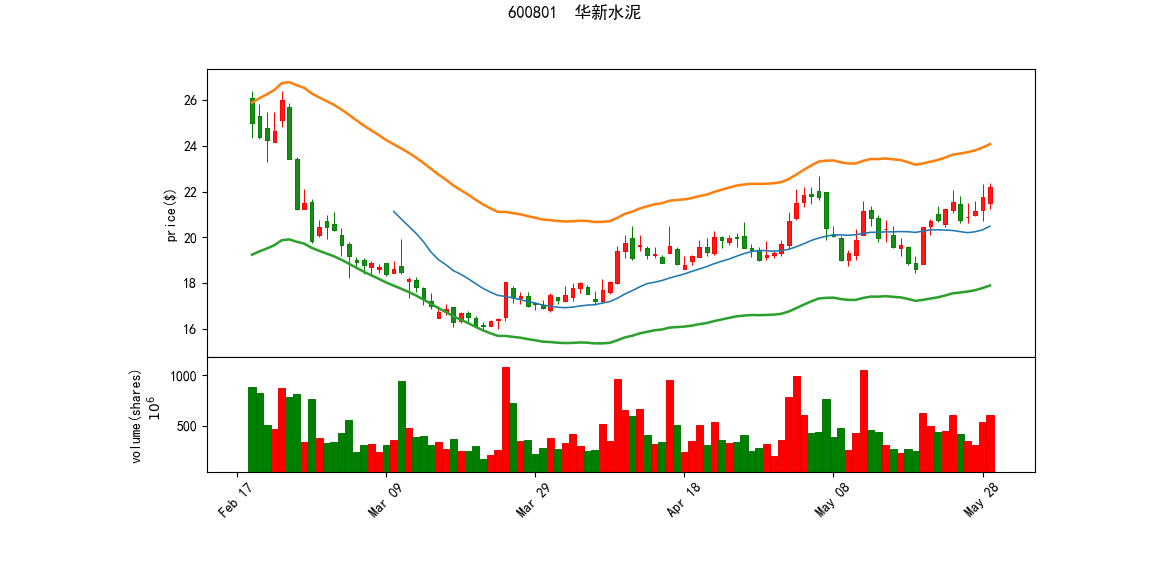 600801 华新水泥
26
24
22
20
18
16
price($)
1000
500
volume(shares)
10^6
Feb 17
Mar 09
Mar 29
Apr 18
May 08
May 28